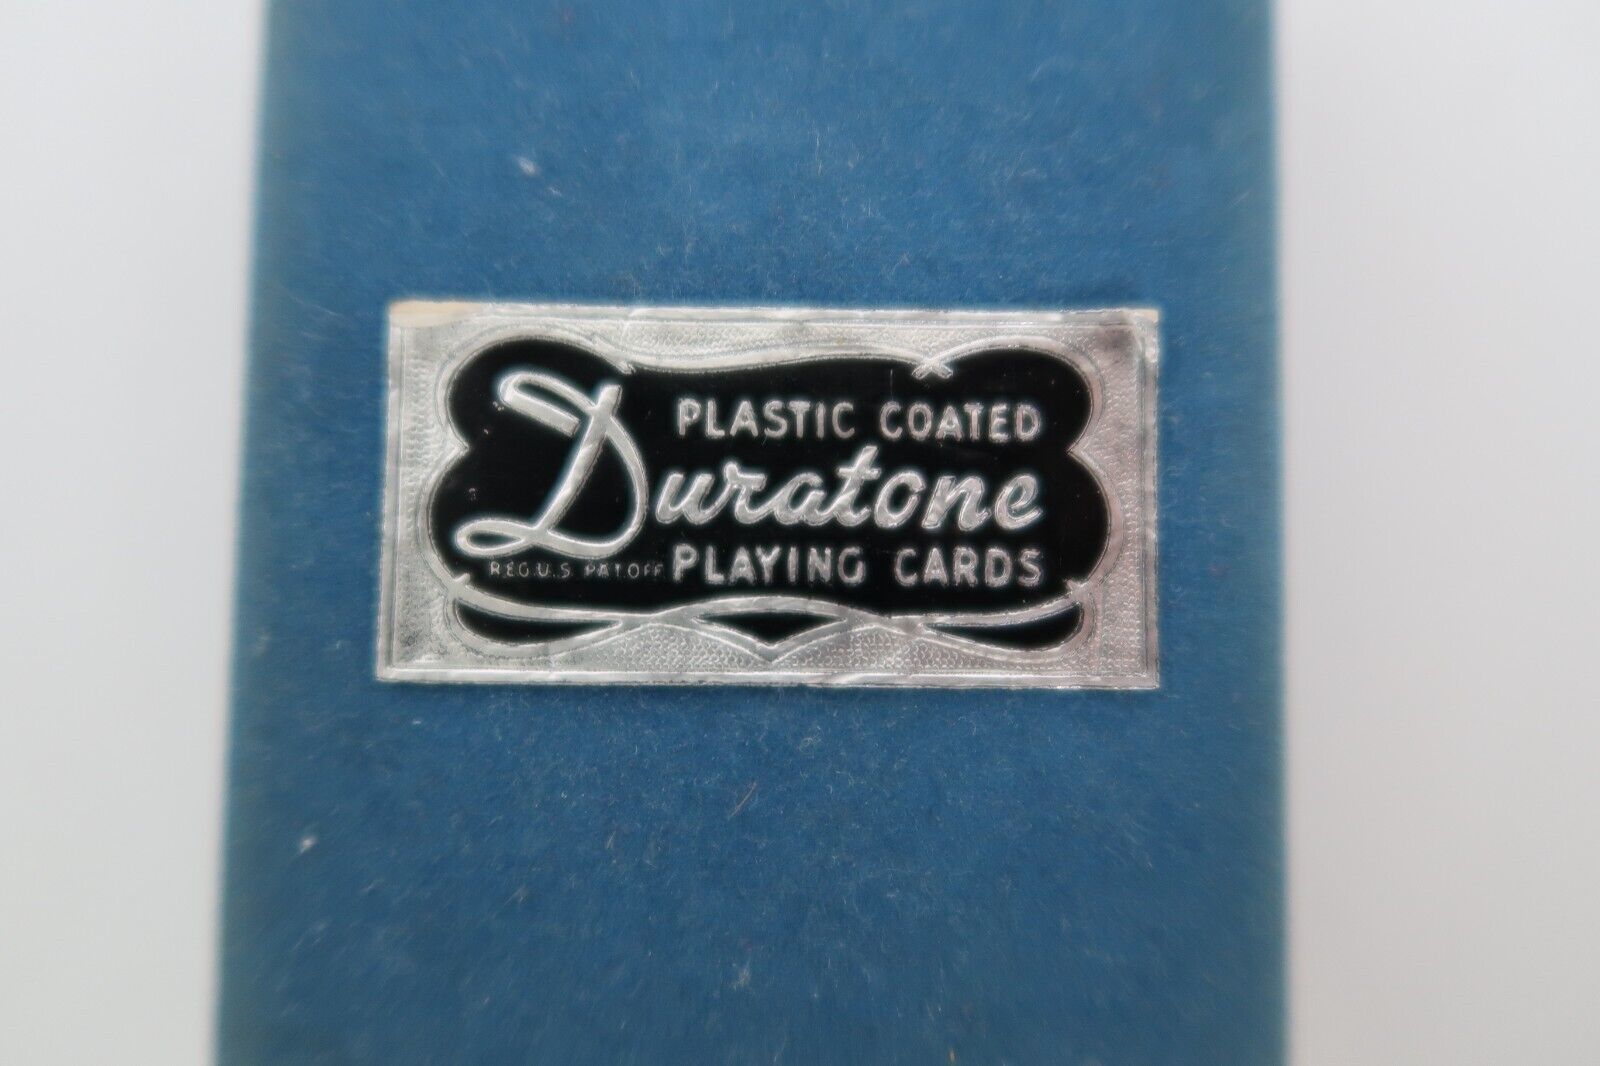 PLASTIC COATED
Duratone
REG. U.S. PAT. OFF.
PLAYING CARDS